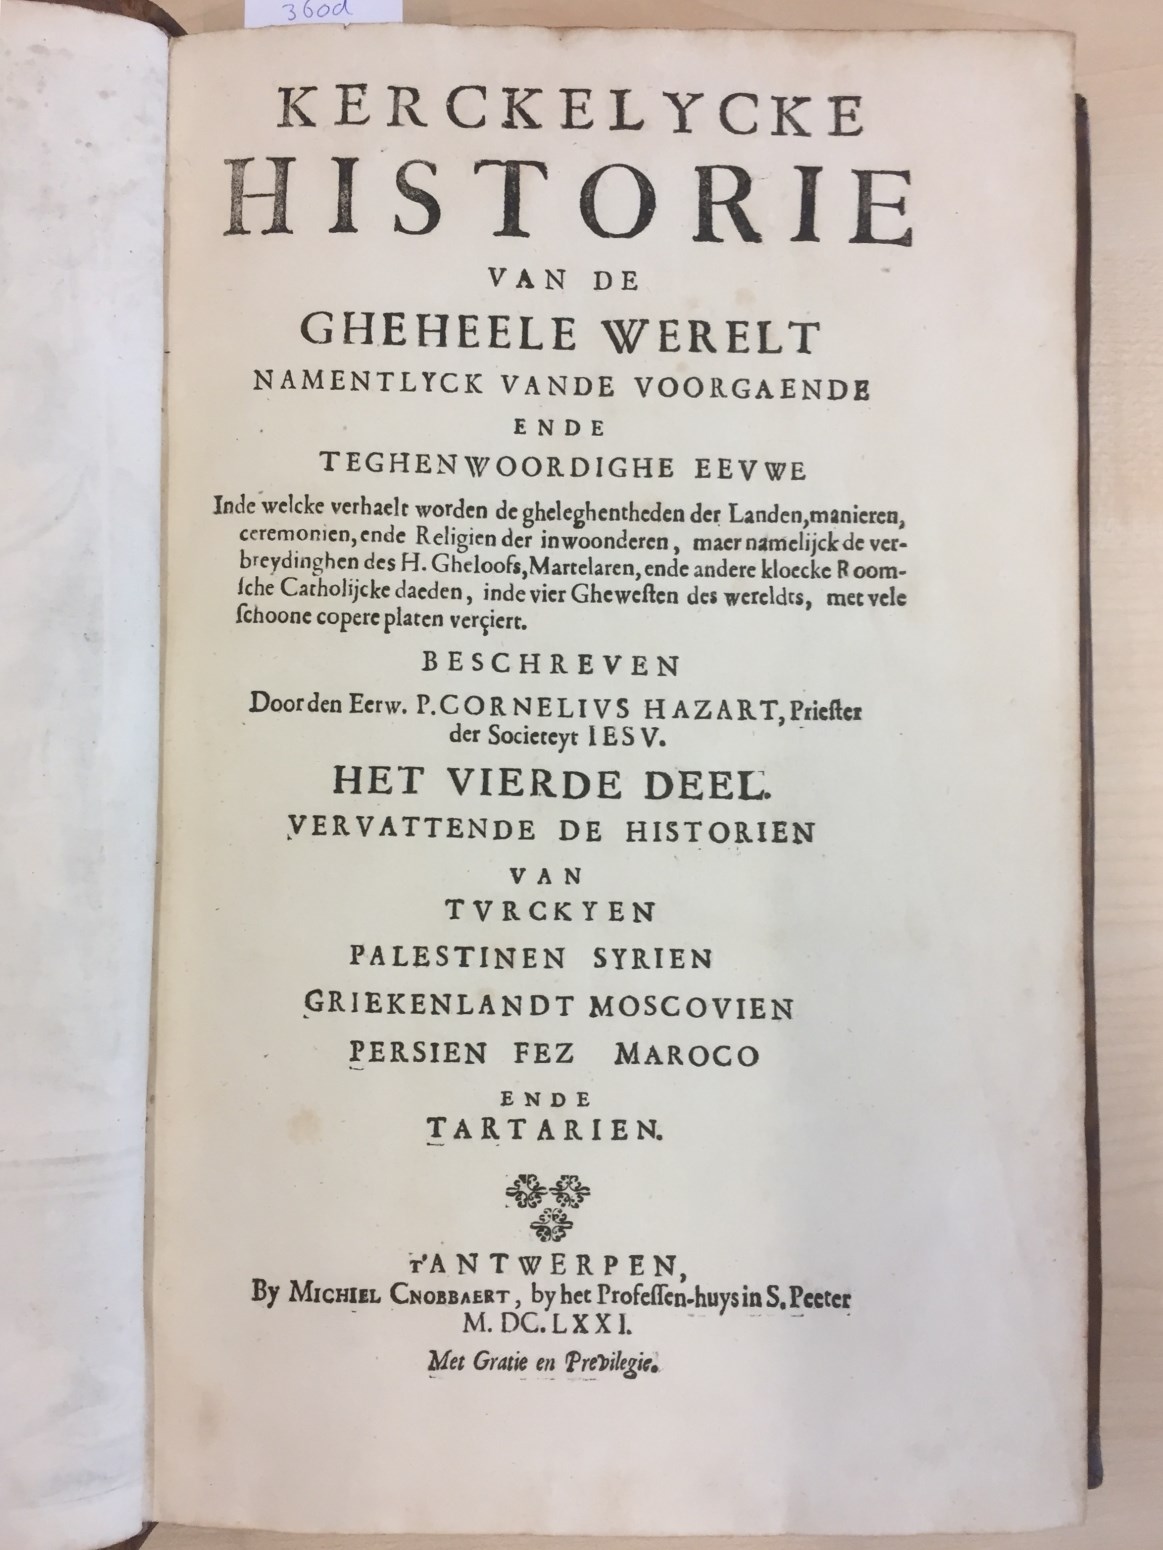 360d
KERCKELYCKE
HISTORIE
VAN DE
GHEHEELE WERELT
NAMENTLYCK VANDE VOORGAENDE
ENDE
TEGHENWOORDIGHE EEVWE
Inde welcke verhaelt worden de gheleghentheden der Landen, manieren,
ceremonien, ende Religien der inwoonderen, maer namelijck de ver-
breydinghen des H. Gheloofs, Martelaren, ende andere kloecke Room-
ſche Catholijcke daeden, inde vier Gheweſten des wereldts, met vele
ſchoone copere platen verçiert.
BESCHREVEN
Door den Eerw. P. CORNELIVS HAZART, Prieſter
der Societeyt IESV.
HET VIERDE DEEL.
VERVATTENDE DE HISTORIEN
VAN
TVRCKYEN
PALESTINEN SYRIEN
GRIEKENLANDT MOSCOVIEN
PERSIEN FEZ MAROCO
ENDE
TARTARIEN.
T'ANTWERPEN,
By MICHIEL CNOBBAERT, by het Profeſſen-huys in S. Peeter
M. DC. LXXI.
Met Gratie en Previlegie.